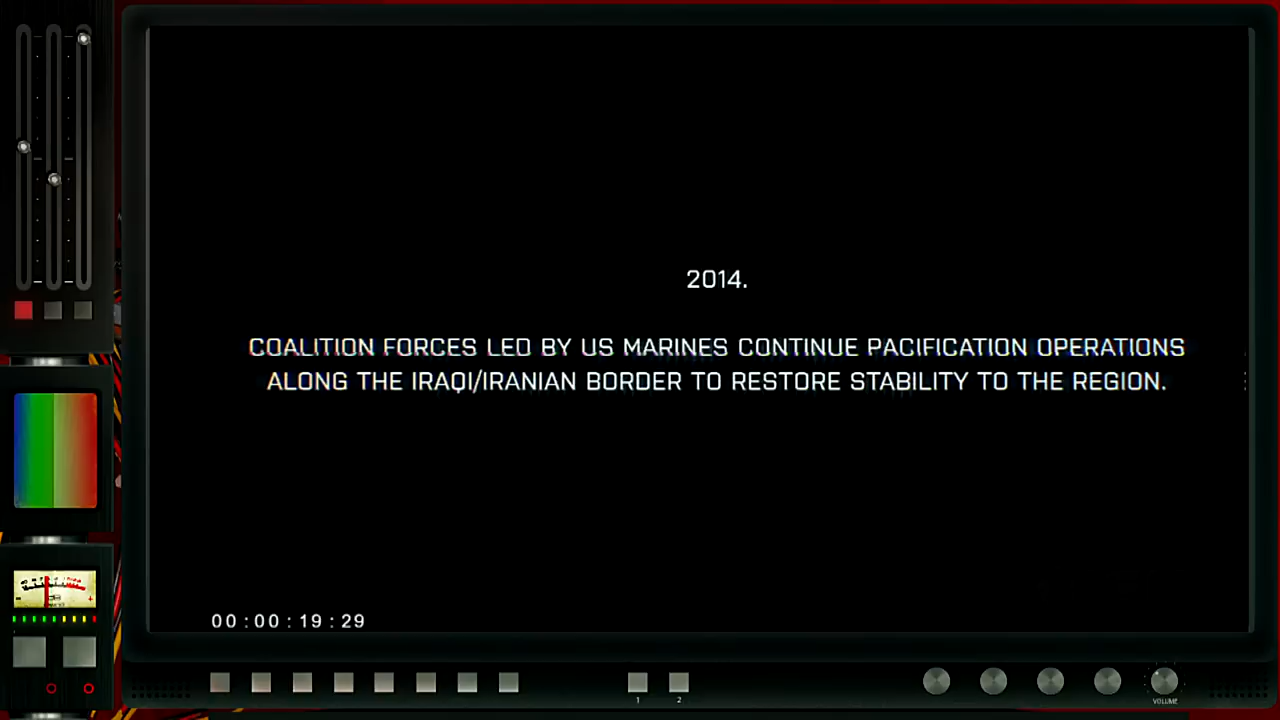 2014.
COALITION FORCES LED BY US MARINES CONTINUE PACIFICATION OPERATIONS
ALONG THE IRAQI/IRANIAN BORDER TO RESTORE STABILITY TO THE REGION.
00:00:19:29
1 2
VOLUME